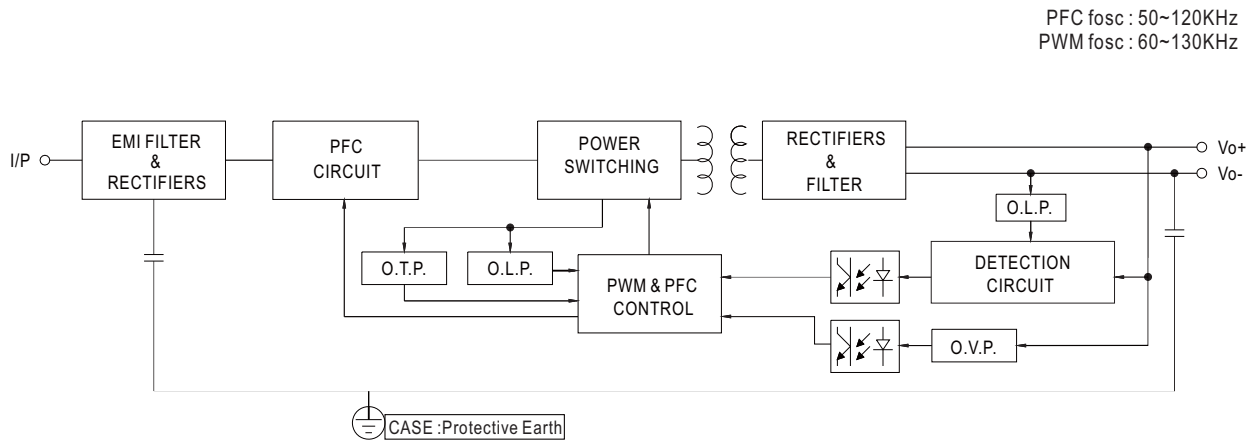 PFC fosc : 50~120KHz
PWM fosc : 60~130KHz
I/P
EMI FILTER
&
RECTIFIERS
PFC
CIRCUIT
POWER
SWITCHING
RECTIFIERS
&
FILTER
Vo+
Vo-
O.L.P.
O.T.P.
O.L.P.
PWM & PFC
CONTROL
DETECTION
CIRCUIT
O.V.P.
CASE :Protective Earth